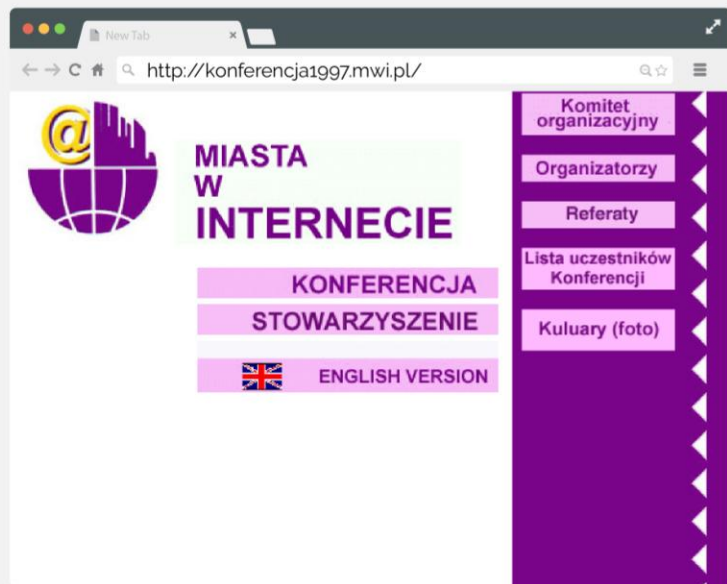 New Tab
http://konferencja1997.mwi.pl/
@
MIASTA
W
INTERNECIE
KONFERENCJA
STOWARZYSZENIE
ENGLISH VERSION
Komitet
organizacyjny
Organizatorzy
Referaty
Lista uczestników
Konferencji
Kuluary (foto)